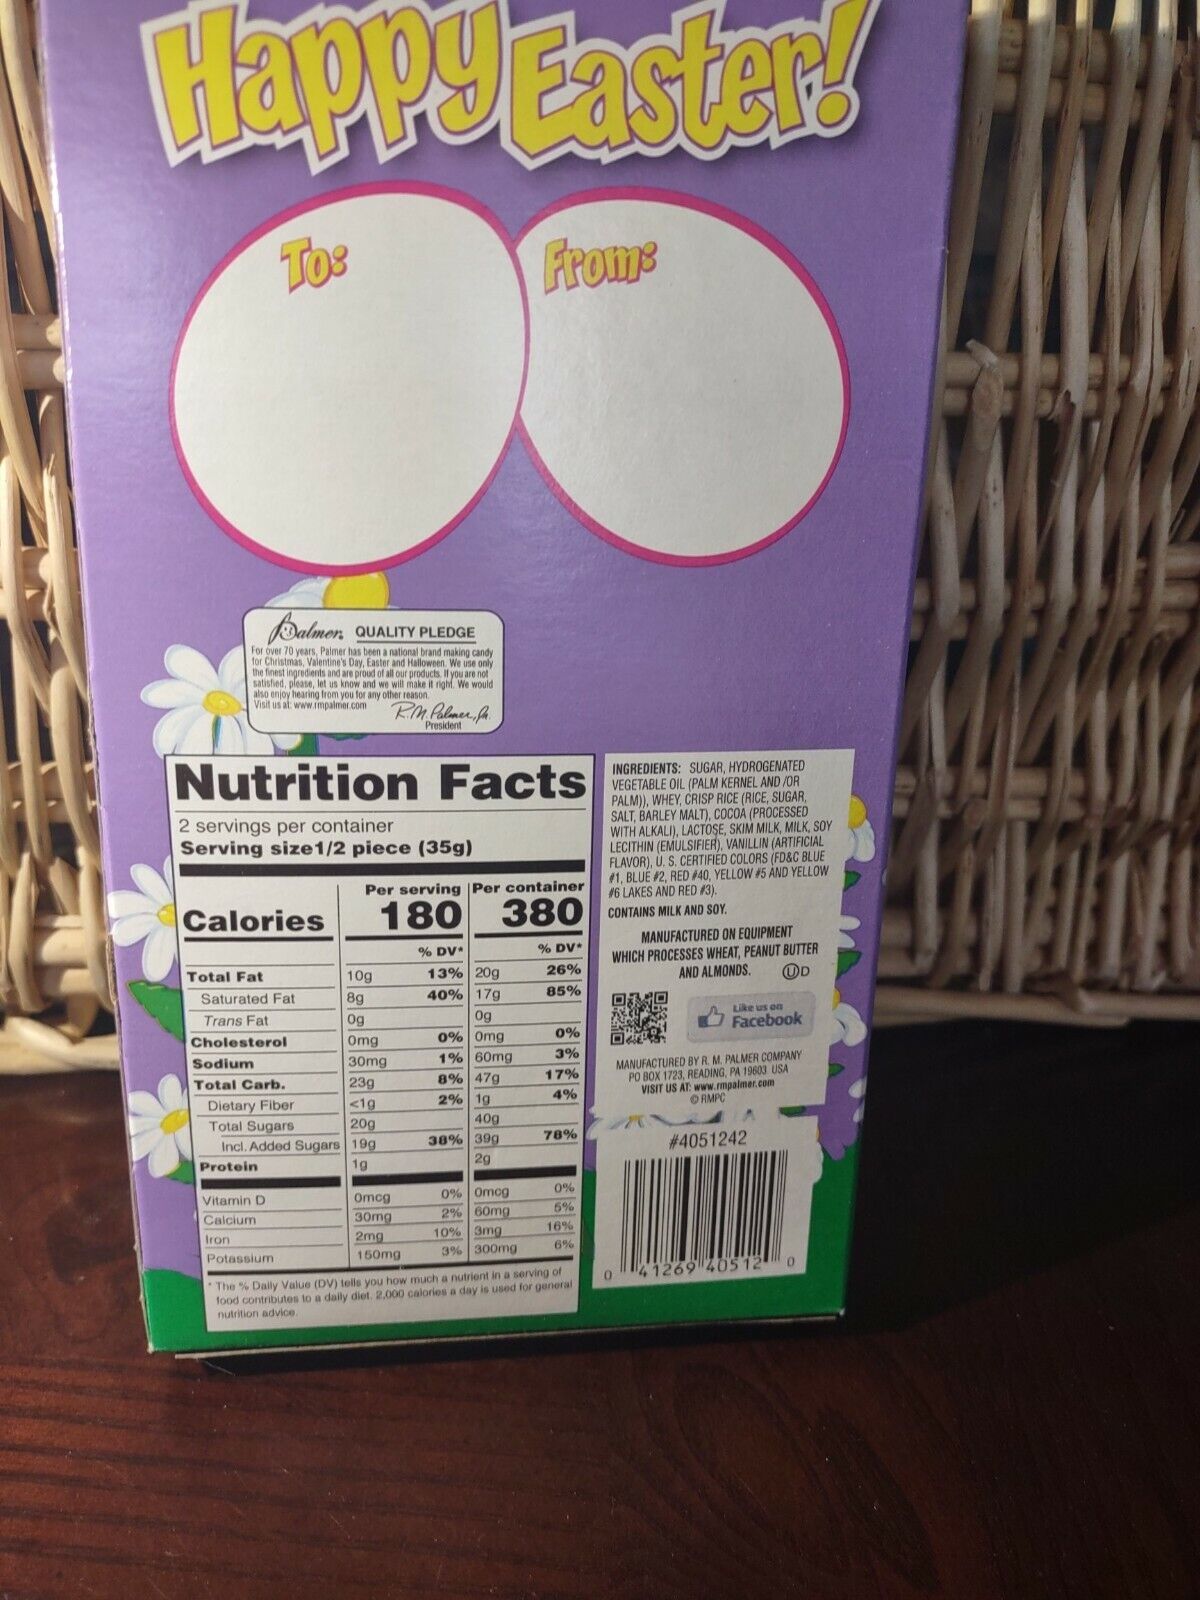 Happy Easter!
To:
From:
Palmer QUALITY PLEDGE
For over 70 years, Palmer has been a national brand making candy
for Christmas, Valentine's Day, Easter and Halloween. We use only
the finest ingredients and are proud of all our products. If you are not
satisfied, please, let us know and we will make it right. We would
also enjoy hearing from you for any other reason.
Visit us at: www.rmpalmer.com
R.M. Palmer, Jr.
President
Nutrition Facts
2 servings per container
Serving size1/2 piece (35g)
Per serving Per container
Calories 180 380
% DV* % DV*
Total Fat 10g 13% 20g 26%
Saturated Fat 8g 40% 17g 85%
Trans Fat 0g 0g
Cholesterol 0mg 0% 0mg 0%
Sodium 30mg 1% 60mg 3%
Total Carb. 23g 8% 47g 17%
Dietary Fiber <1g 2% 1g 4%
Total Sugars 20g 40g
Incl. Added Sugars 19g 38% 39g 78%
Protein 1g 2g
Vitamin D 0mcg 0% 0mcg 0%
Calcium 30mg 2% 60mg 5%
Iron 2mg 10% 3mg 16%
Potassium 150mg 3% 300mg 6%
* The % Daily Value (DV) tells you how much a nutrient in a serving of
food contributes to a daily diet. 2,000 calories a day is used for general
nutrition advice.
INGREDIENTS: SUGAR, HYDROGENATED
VEGETABLE OIL (PALM KERNEL AND /OR
PALM)), WHEY, CRISP RICE (RICE, SUGAR,
SALT, BARLEY MALT), COCOA (PROCESSED
WITH ALKALI), LACTOSE, SKIM MILK, MILK, SOY
LECITHIN (EMULSIFIER), VANILLIN (ARTIFICIAL
FLAVOR), U. S. CERTIFIED COLORS (FD&C BLUE
#1, BLUE #2, RED #40, YELLOW #5 AND YELLOW
#6 LAKES AND RED #3).
CONTAINS MILK AND SOY.
MANUFACTURED ON EQUIPMENT
WHICH PROCESSES WHEAT, PEANUT BUTTER
AND ALMONDS. ⓊD
Like us on
Facebook
MANUFACTURED BY R. M. PALMER COMPANY
PO BOX 1723, READING, PA 19603 USA
VISIT US AT: www.rmpalmer.com
© RMPC
#4051242
0 41269 40512 0